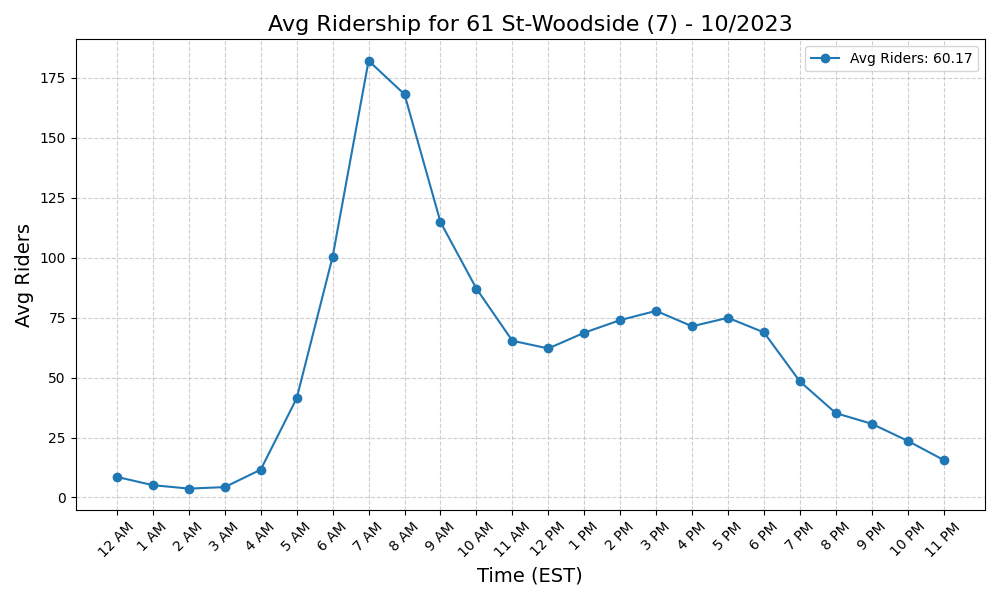 Avg Ridership for 61 St-Woodside (7) - 10/2023
Avg Riders: 60.17
Avg Riders
175
150
125
100
75
50
25
0
12 AM
1 AM
2 AM
3 AM
4 AM
5 AM
6 AM
7 AM
8 AM
9 AM
10 AM
11 AM
12 PM
1 PM
2 PM
3 PM
4 PM
5 PM
6 PM
7 PM
8 PM
9 PM
10 PM
11 PM
Time (EST)